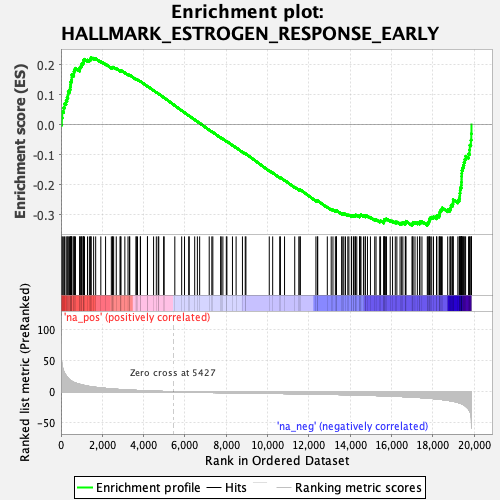 Enrichment plot:
HALLMARK_ESTROGEN_RESPONSE_EARLY
Enrichment score (ES)
0.2
0.1
0.0
-0.1
-0.2
-0.3
Ranked list metric (PreRanked)
100
50
0
-50
'na_pos' (positively correlated)
Zero cross at 5427
'na_neg' (negatively correlated)
0
2,000
4,000
6,000
8,000
10,000
12,000
14,000
16,000
18,000
20,000
Rank in Ordered Dataset
Enrichment profile
Hits
Ranking metric scores